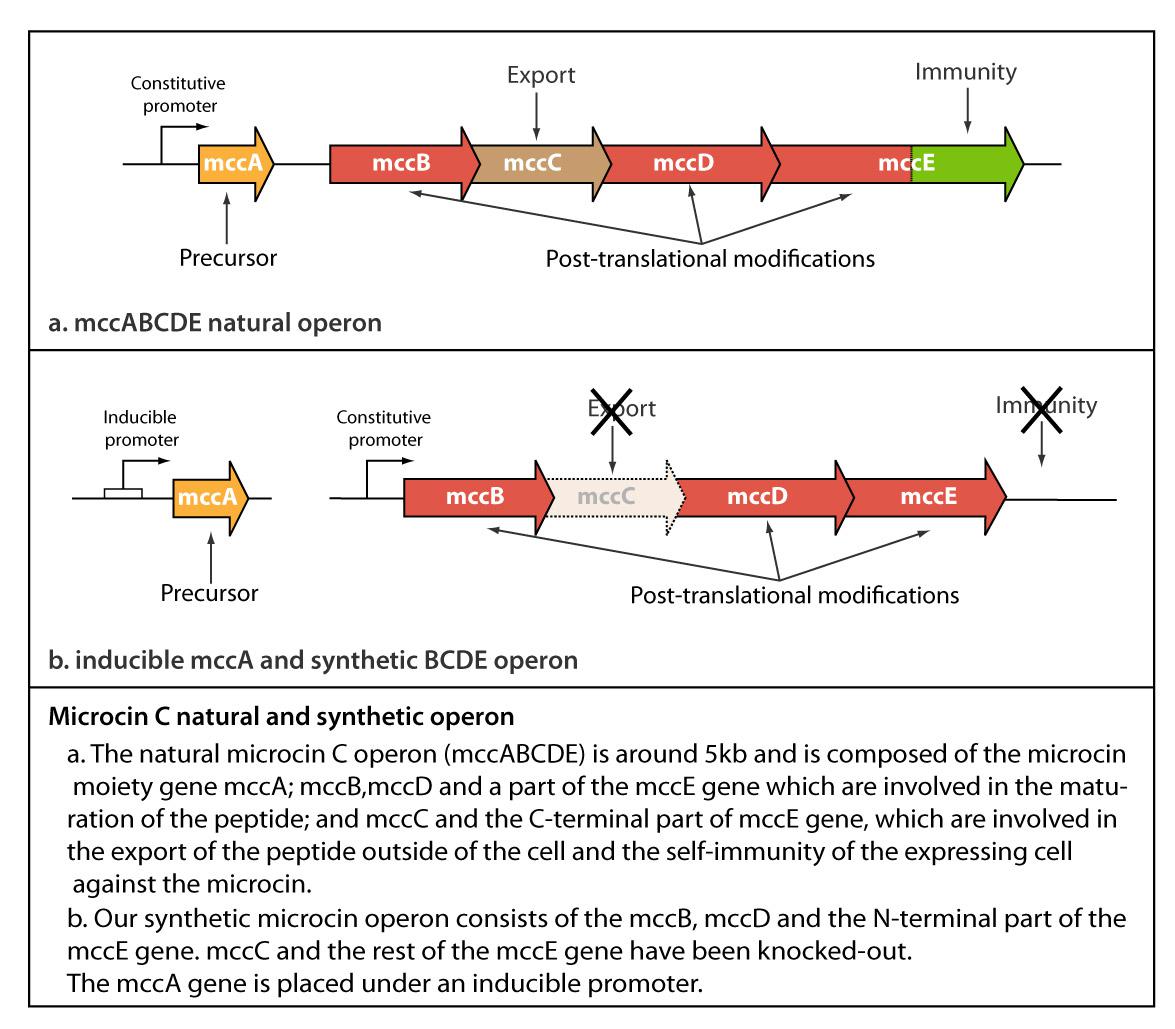 Export
Immunity
Constitutive
promoter
mccA
mccB
mccC
mccD
mccE
Precursor
Post-translational modifications
a. mccABCDE natural operon
Export
Immunity
Inducible
promoter
Constitutive
promoter
mccA
mccB
mccC
mccD
mccE
Precursor
Post-translational modifications
b. inducible mccA and synthetic BCDE operon
Microcin C natural and synthetic operon
a. The natural microcin C operon (mccABCDE) is around 5kb and is composed of the microcin
moiety gene mccA; mccB,mccD and a part of the mccE gene which are involved in the matu-
ration of the peptide; and mccC and the C-terminal part of mccE gene, which are involved in
the export of the peptide outside of the cell and the self-immunity of the expressing cell
against the microcin.
b. Our synthetic microcin operon consists of the mccB, mccD and the N-terminal part of the
mccE gene. mccC and the rest of the mccE gene have been knocked-out.
The mccA gene is placed under an inducible promoter.